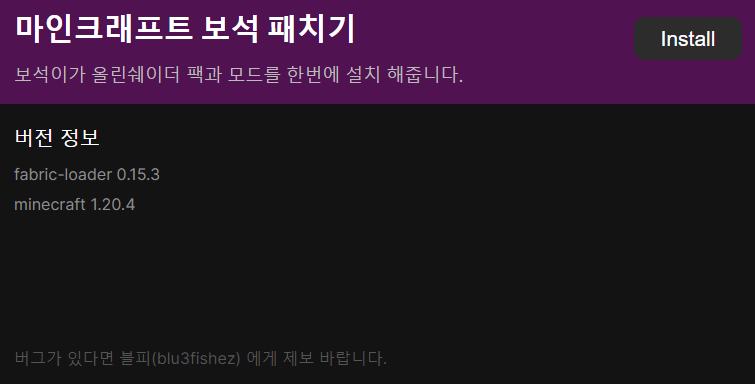 마인크래프트 보석 패치기
Install
보석이가 올린쉐이더 팩과 모드를 한번에 설치 해줍니다.
버전 정보
fabric-loader 0.15.3
minecraft 1.20.4
버그가 있다면 블피(blu3fishez) 에게 제보 바랍니다.